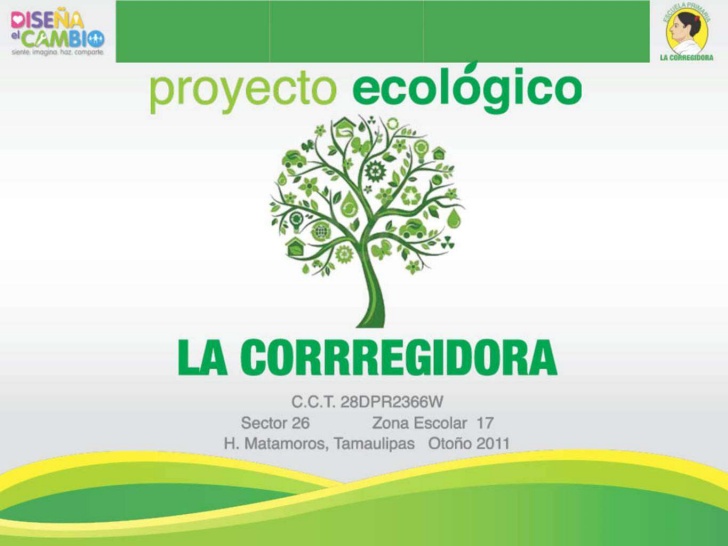 DISEÑA
el CAMBIO
siente. imagina. haz. comparte.
ESCUELA PRIMARIA
LA CORREGIDORA
proyecto ecológico
LA CORRREGIDORA
C.C.T. 28DPR2366W
Sector 26 Zona Escolar 17
H. Matamoros, Tamaulipas Otoño 2011